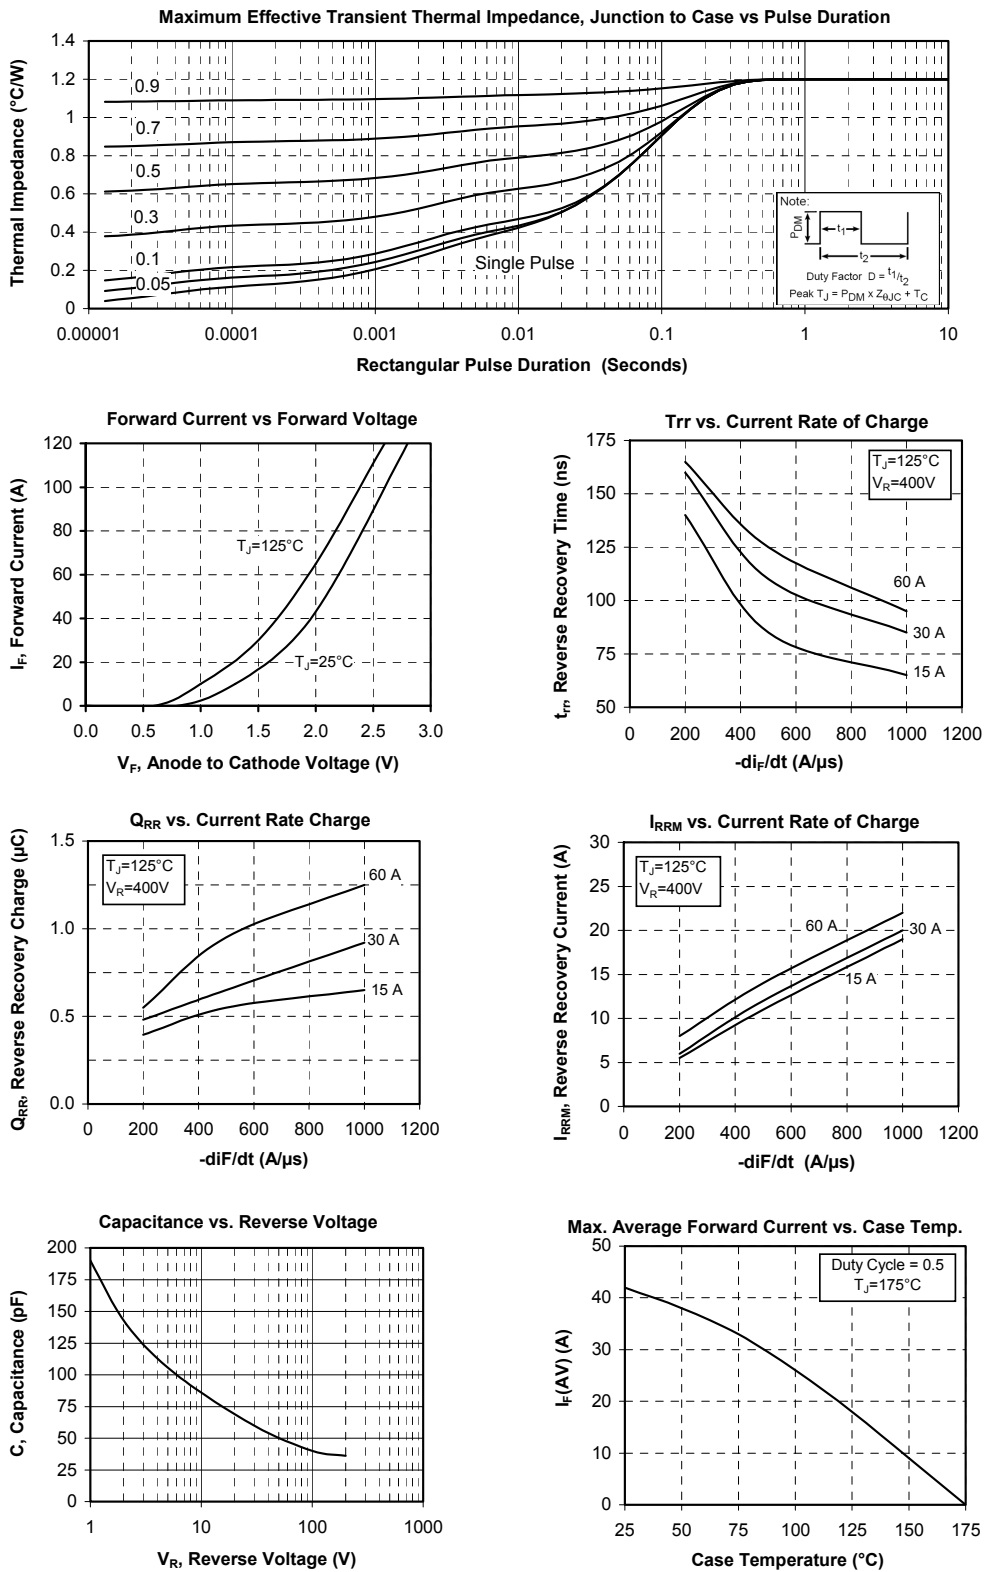 Maximum Effective Transient Thermal Impedance, Junction to Case vs Pulse Duration
Thermal Impedance (°C/W)
1.4
1.2
1
0.8
0.6
0.4
0.2
0
0.9
0.7
0.5
0.3
0.1
0.05
Single Pulse
Note:
PDM
t1
t2
Duty Factor D = t1/t2
Peak TJ = PDM x ZθJC + TC
0.00001 0.0001 0.001 0.01 0.1 1 10
Rectangular Pulse Duration (Seconds)
Forward Current vs Forward Voltage
IF, Forward Current (A)
120
100
80
60
40
20
0
TJ=125°C
TJ=25°C
0.0 0.5 1.0 1.5 2.0 2.5 3.0
VF, Anode to Cathode Voltage (V)
Trr vs. Current Rate of Charge
trr, Reverse Recovery Time (ns)
175
150
125
100
75
50
TJ=125°C
VR=400V
60 A
30 A
15 A
0 200 400 600 800 1000 1200
-diF/dt (A/µs)
QRR vs. Current Rate Charge
QRR, Reverse Recovery Charge (µC)
1.5
1.0
0.5
0.0
TJ=125°C
VR=400V
60 A
30 A
15 A
0 200 400 600 800 1000 1200
-diF/dt (A/µs)
IRRM vs. Current Rate of Charge
IRRM, Reverse Recovery Current (A)
30
25
20
15
10
5
0
TJ=125°C
VR=400V
60 A
30 A
15 A
0 200 400 600 800 1000 1200
-diF/dt (A/µs)
Capacitance vs. Reverse Voltage
C, Capacitance (pF)
200
175
150
125
100
75
50
25
0
1 10 100 1000
VR, Reverse Voltage (V)
Max. Average Forward Current vs. Case Temp.
IF(AV) (A)
50
40
30
20
10
0
Duty Cycle = 0.5
TJ=175°C
25 50 75 100 125 150 175
Case Temperature (°C)